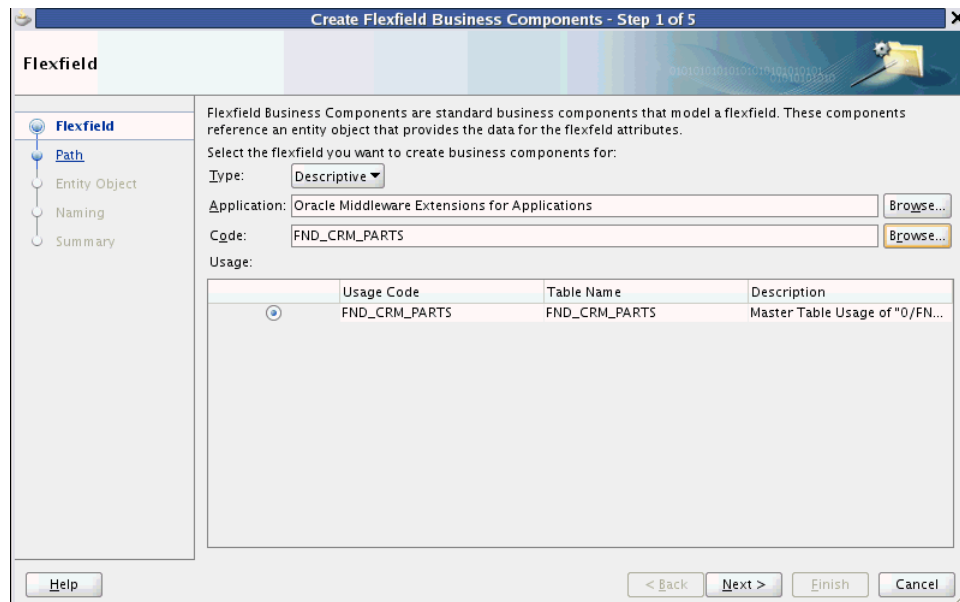 Create Flexfield Business Components - Step 1 of 5
Flexfield
Flexfield
Path
Entity Object
Naming
Summary
Flexfield Business Components are standard business components that model a flexfield. These components
reference an entity object that provides the data for the flexfeld attributes.
Select the flexfield you want to create business components for:
Type: Descriptive
Application: Oracle Middleware Extensions for Applications Browse...
Code: FND_CRM_PARTS Browse...
Usage:
Usage Code Table Name Description
FND_CRM_PARTS FND_CRM_PARTS Master Table Usage of "0/FN...
Help < Back Next > Finish Cancel